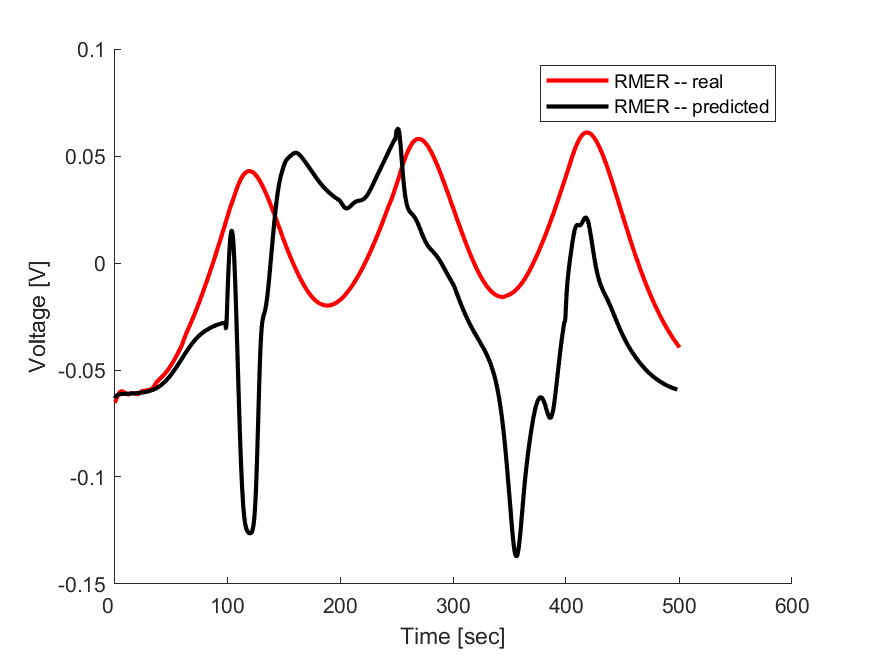 0.1
0.05
0
-0.05
-0.1
-0.15
Voltage [V]
RMER -- real
RMER -- predicted
0 100 200 300 400 500 600
Time [sec]